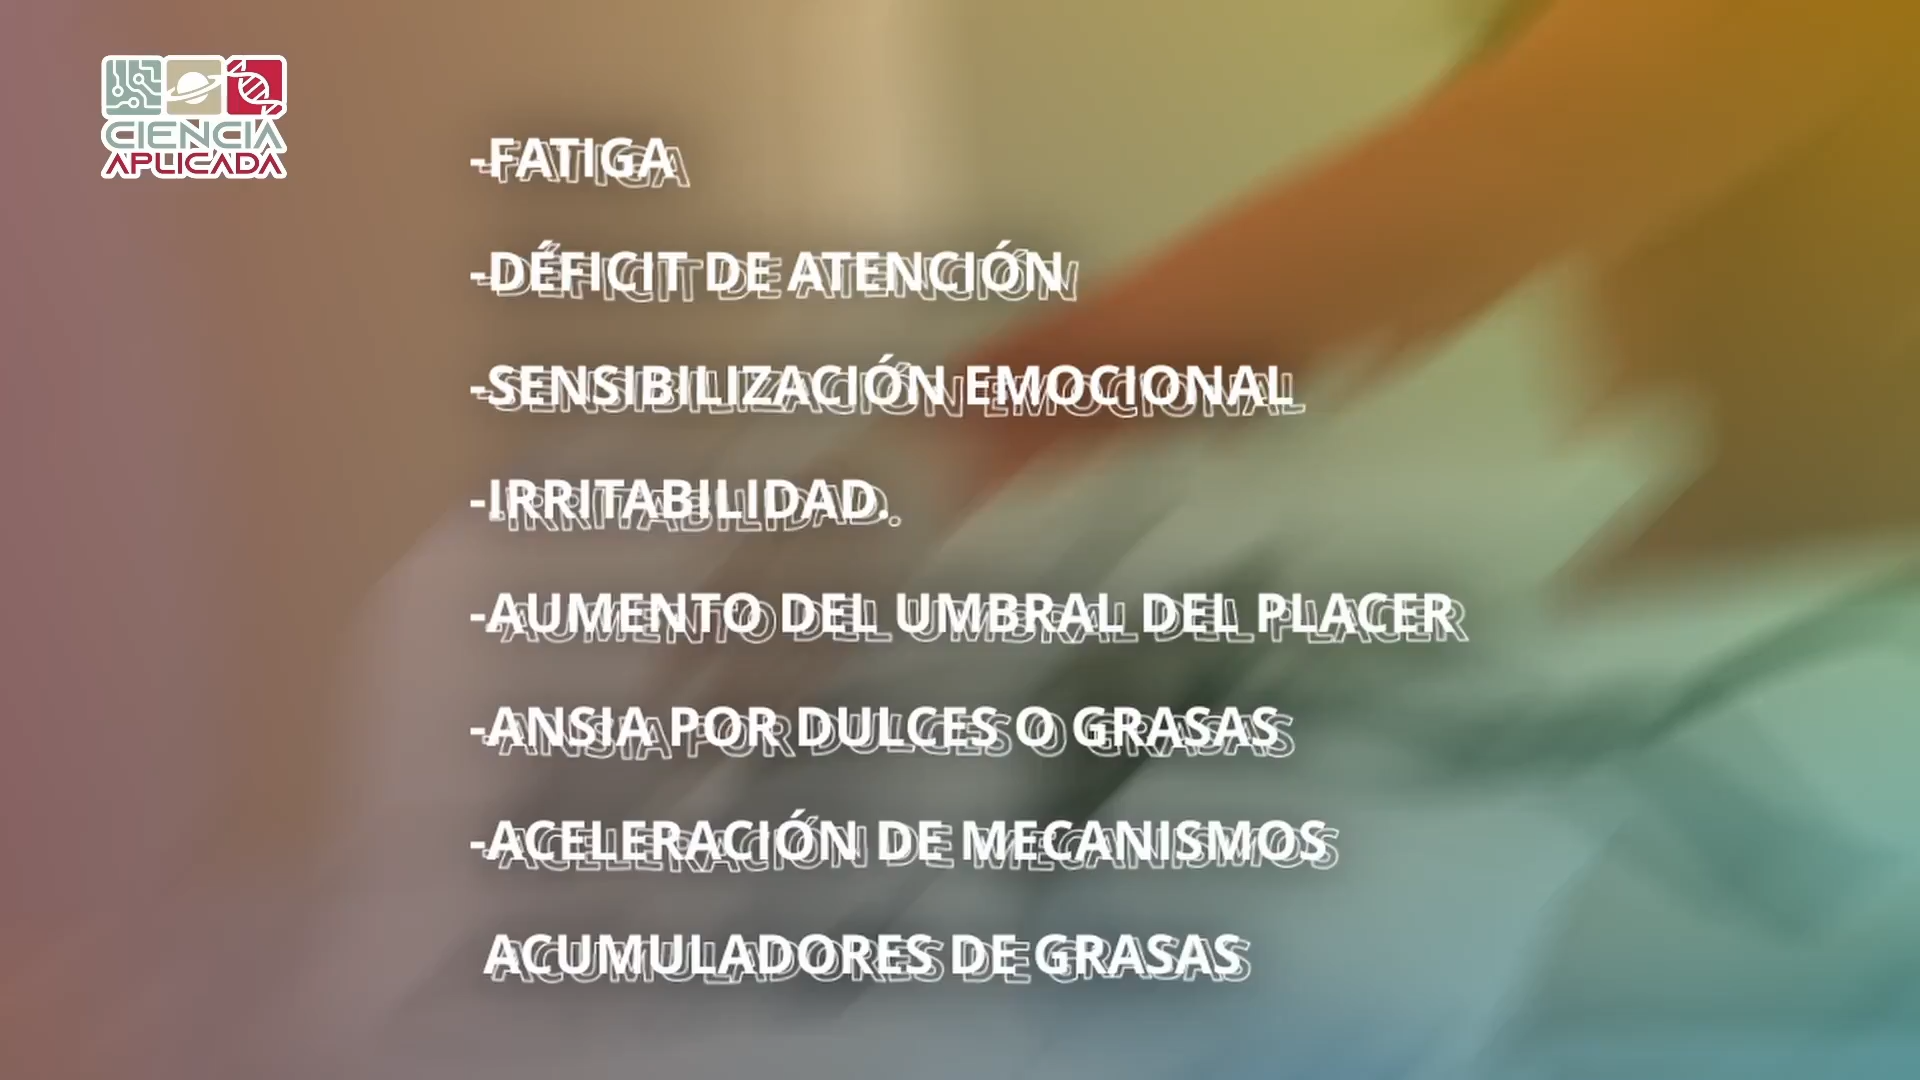 CIENCIA
APLICADA
-FATIGA
-DÉFICIT DE ATENCIÓN
-SENSIBILIZACIÓN EMOCIONAL
-IRRITABILIDAD.
-AUMENTO DEL UMBRAL DEL PLACER
-ANSIA POR DULCES O GRASAS
-ACELERACIÓN DE MECANISMOS
ACUMULADORES DE GRASAS